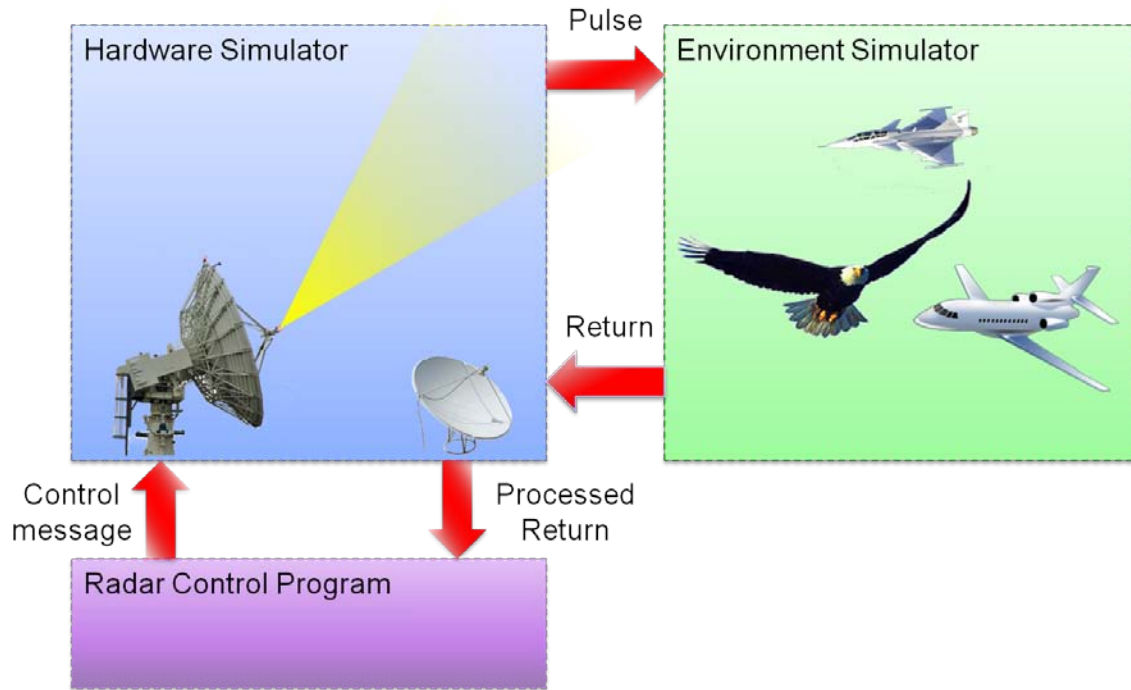 Hardware Simulator
Pulse
Environment Simulator
Return
Control
message
Processed
Return
Radar Control Program